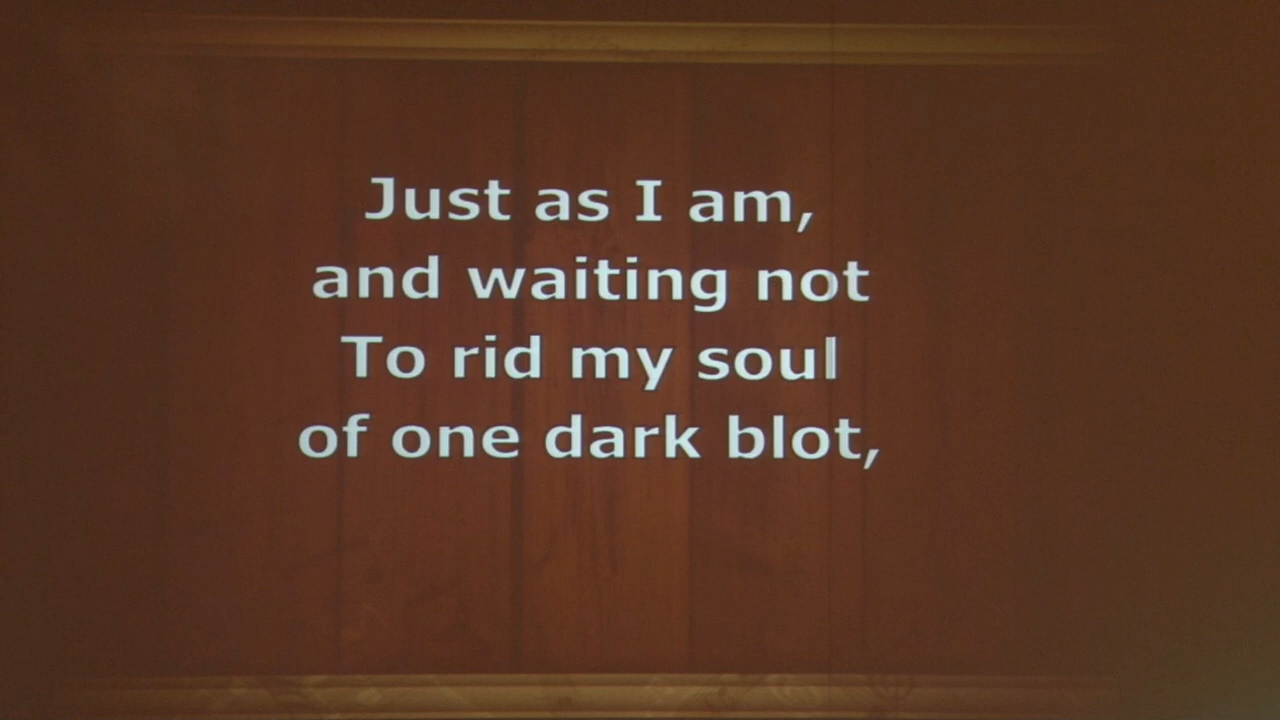 Just as I am,
and waiting not
To rid my soul
of one dark blot,